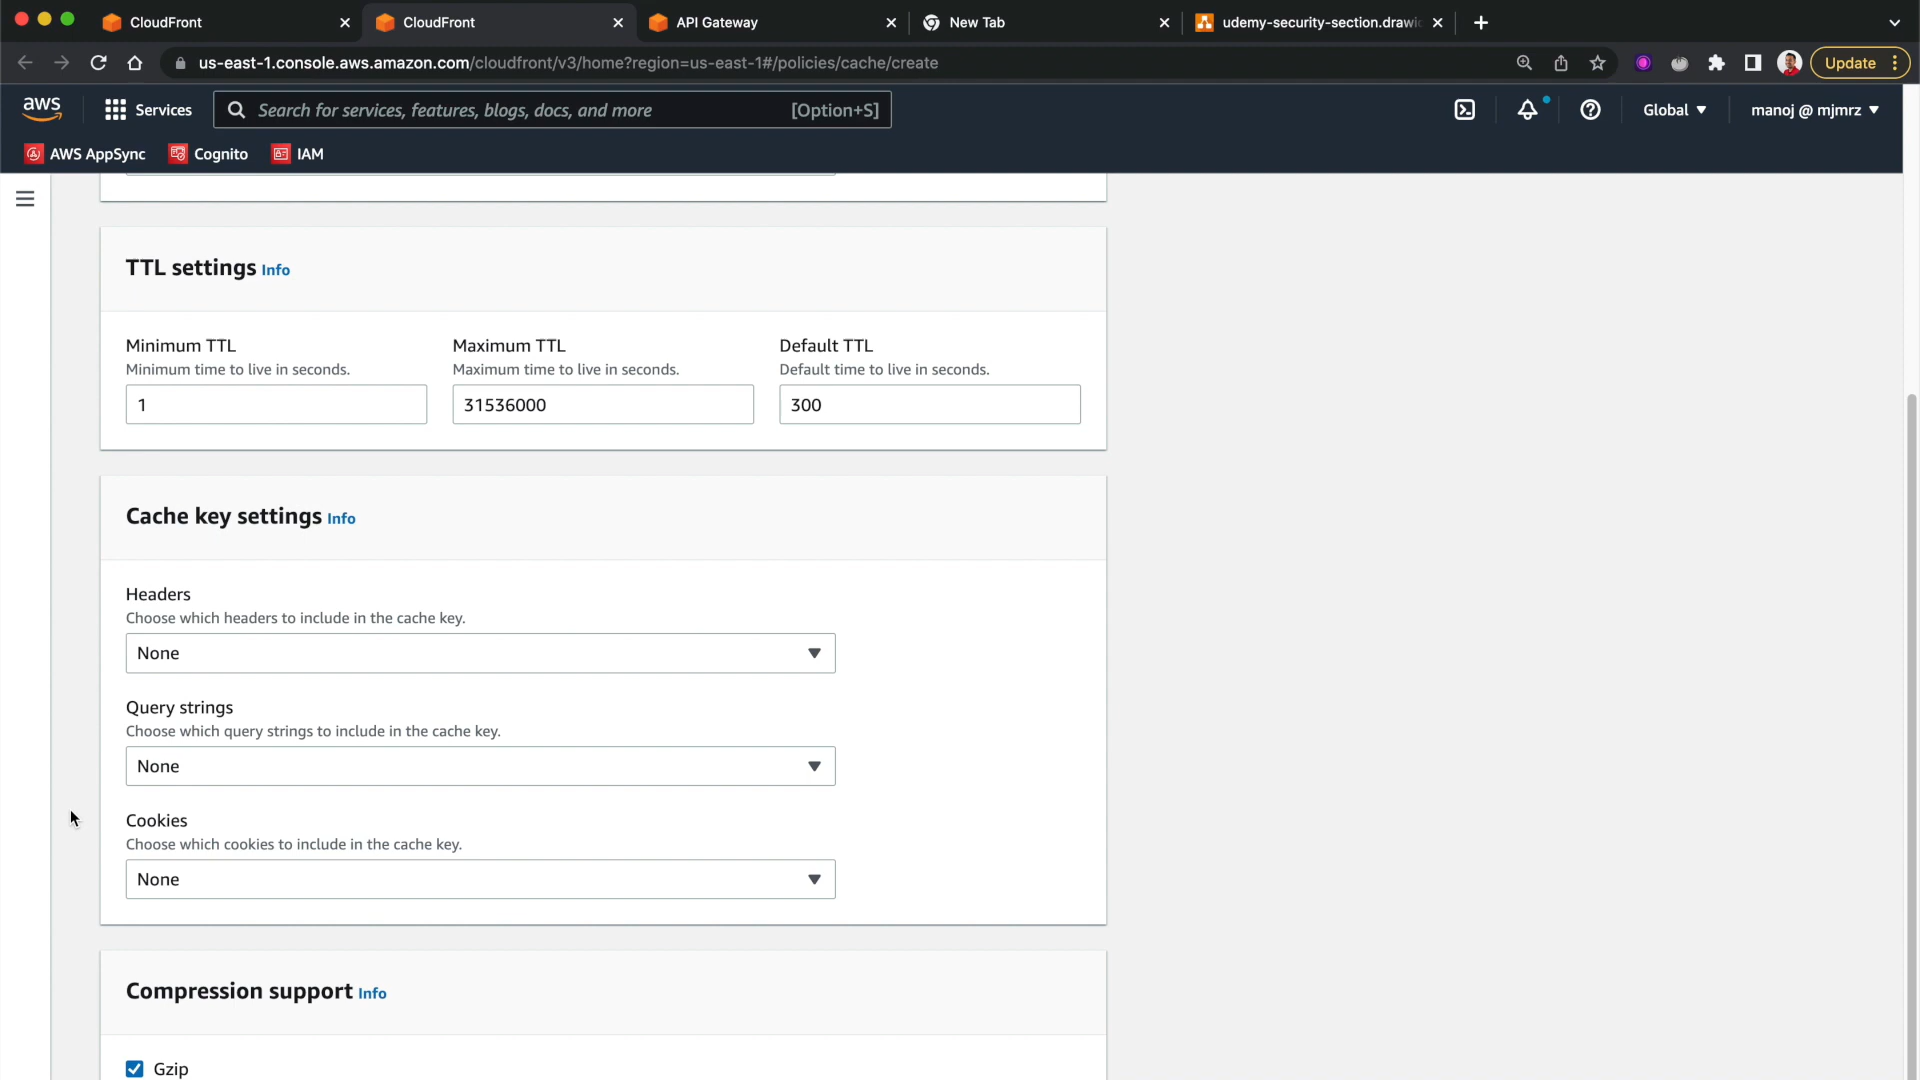 CloudFront
CloudFront
API Gateway
New Tab
udemy-security-section.drawi
us-east-1.console.aws.amazon.com/cloudfront/v3/home?region=us-east-1#/policies/cache/create
Update
aws
Services
Search for services, features, blogs, docs, and more
[Option+S]
Global
manoj @ mjmrz
AWS AppSync
Cognito
IAM
TTL settings Info
Minimum TTL
Minimum time to live in seconds.
1
Maximum TTL
Maximum time to live in seconds.
31536000
Default TTL
Default time to live in seconds.
300
Cache key settings Info
Headers
Choose which headers to include in the cache key.
None
Query strings
Choose which query strings to include in the cache key.
None
Cookies
Choose which cookies to include in the cache key.
None
Compression support Info
Gzip